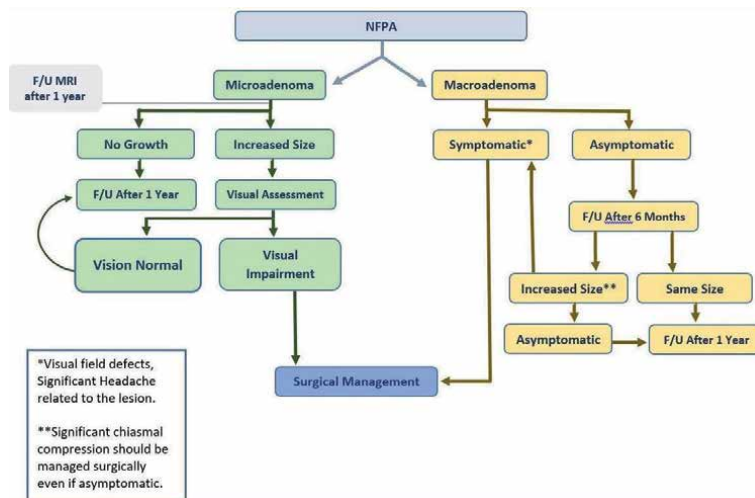 NFPA
F/U MRI
after 1 year
Microadenoma
Macroadenoma
No Growth
Increased Size
Symptomatic*
Asymptomatic
F/U After 1 Year
Visual Assessment
F/U After 6 Months
Vision Normal
Visual
Impairment
Increased Size**
Same Size
Asymptomatic
F/U After 1 Year
Surgical Management
*Visual field defects,
Significant Headache
related to the lesion.
**Significant chiasmal
compression should be
managed surgically
even if asymptomatic.